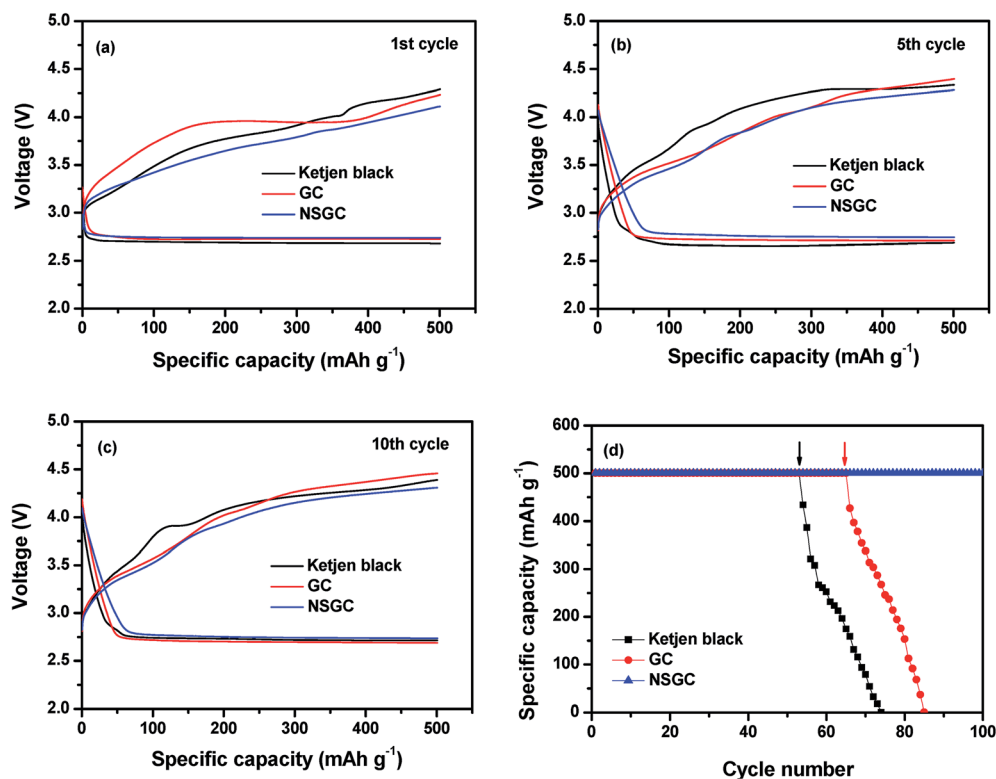 (a)
1st cycle
5.0
4.5
4.0
3.5
3.0
2.5
2.0
Voltage (V)
Ketjen black
GC
NSGC
0 100 200 300 400 500
Specific capacity (mAh g⁻¹)
(b)
5th cycle
5.0
4.5
4.0
3.5
3.0
2.5
2.0
Voltage (V)
Ketjen black
GC
NSGC
0 100 200 300 400 500
Specific capacity (mAh g⁻¹)
(c)
10th cycle
5.0
4.5
4.0
3.5
3.0
2.5
2.0
Voltage (V)
Ketjen black
GC
NSGC
0 100 200 300 400 500
Specific capacity (mAh g⁻¹)
(d)
600
500
400
300
200
100
0
Specific capacity (mAh g⁻¹)
Ketjen black
GC
NSGC
0 20 40 60 80 100
Cycle number